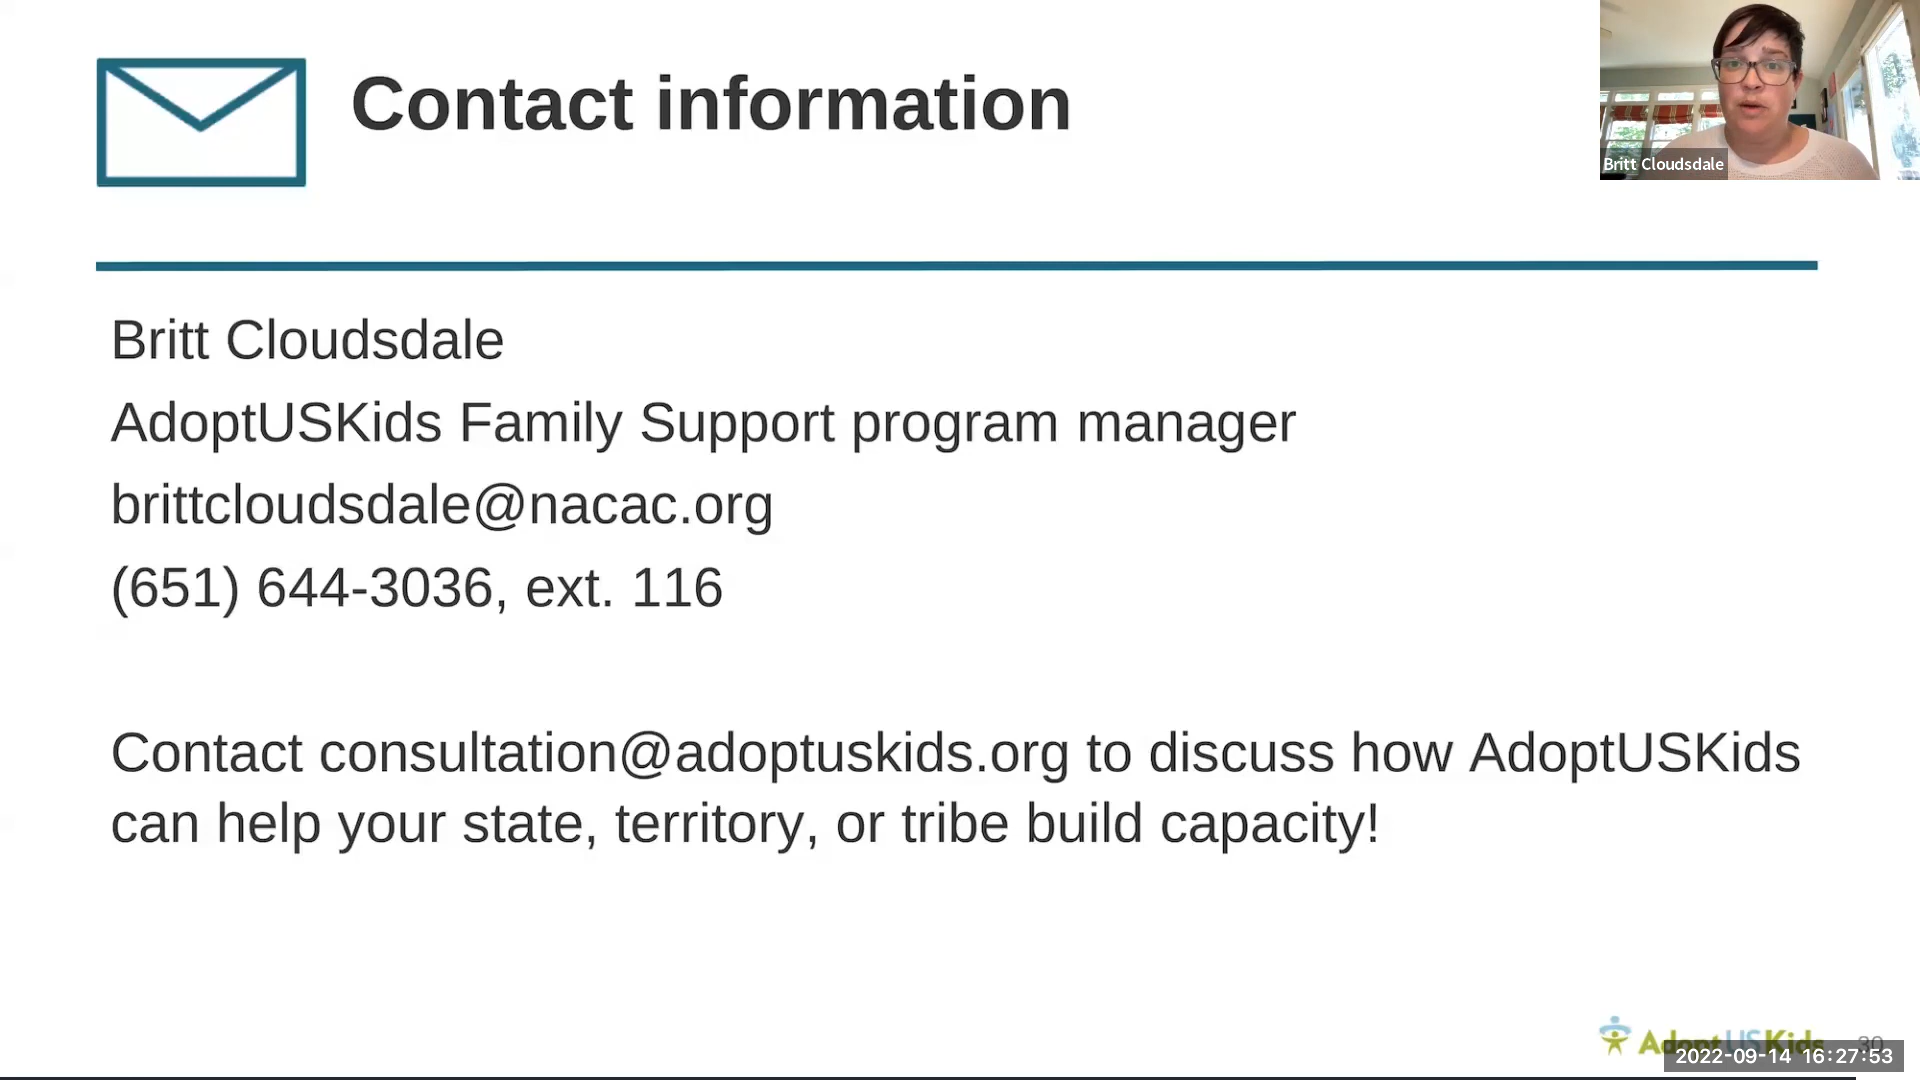 Contact information
Britt Cloudsdale
Britt Cloudsdale
AdoptUSKids Family Support program manager
brittcloudsdale@nacac.org
(651) 644-3036, ext. 116
Contact consultation@adoptuskids.org to discuss how AdoptUSKids
can help your state, territory, or tribe build capacity!
AdoptUSKids 30
2022-09-14 16:27:53